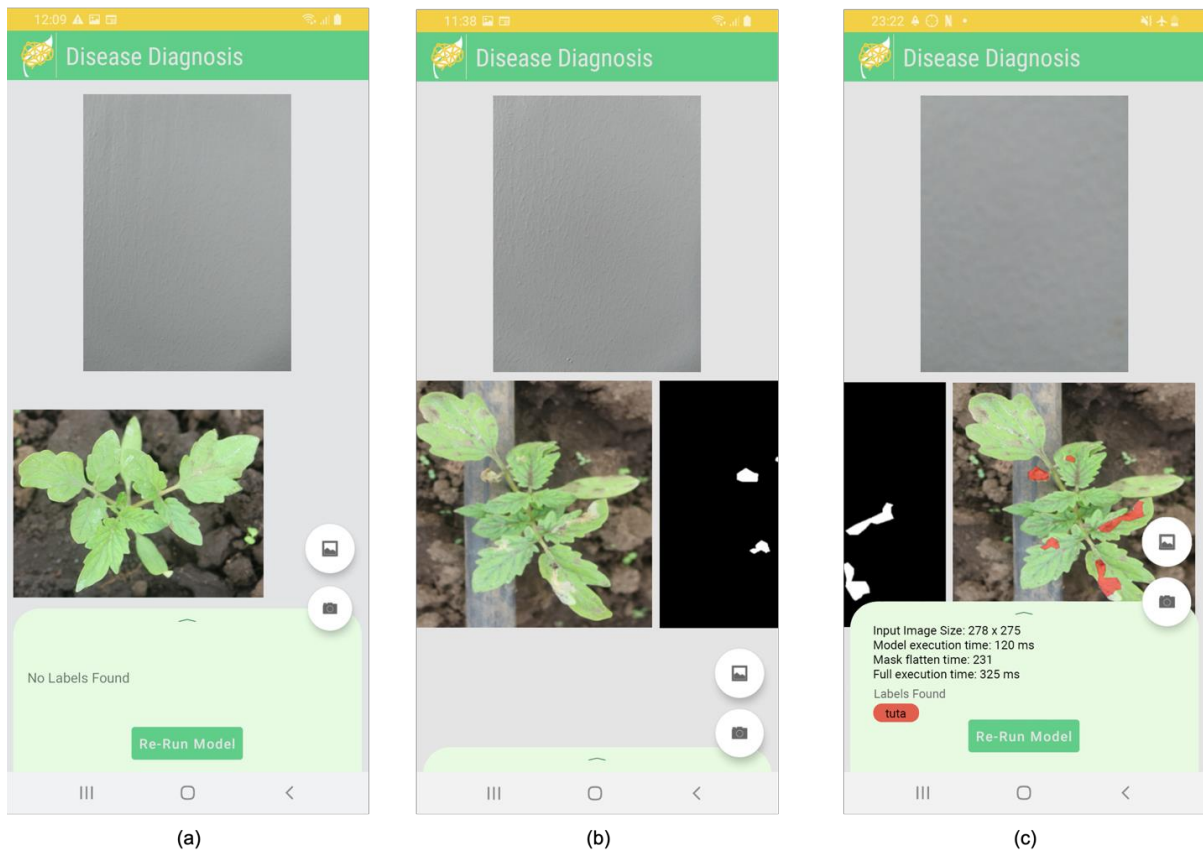 12:09
Disease Diagnosis
No Labels Found
Re-Run Model
(a)
11:38
Disease Diagnosis
(b)
23:22
Disease Diagnosis
Input Image Size: 278 x 275
Model execution time: 120 ms
Mask flatten time: 231
Full execution time: 325 ms
Labels Found
tuta
Re-Run Model
(c)